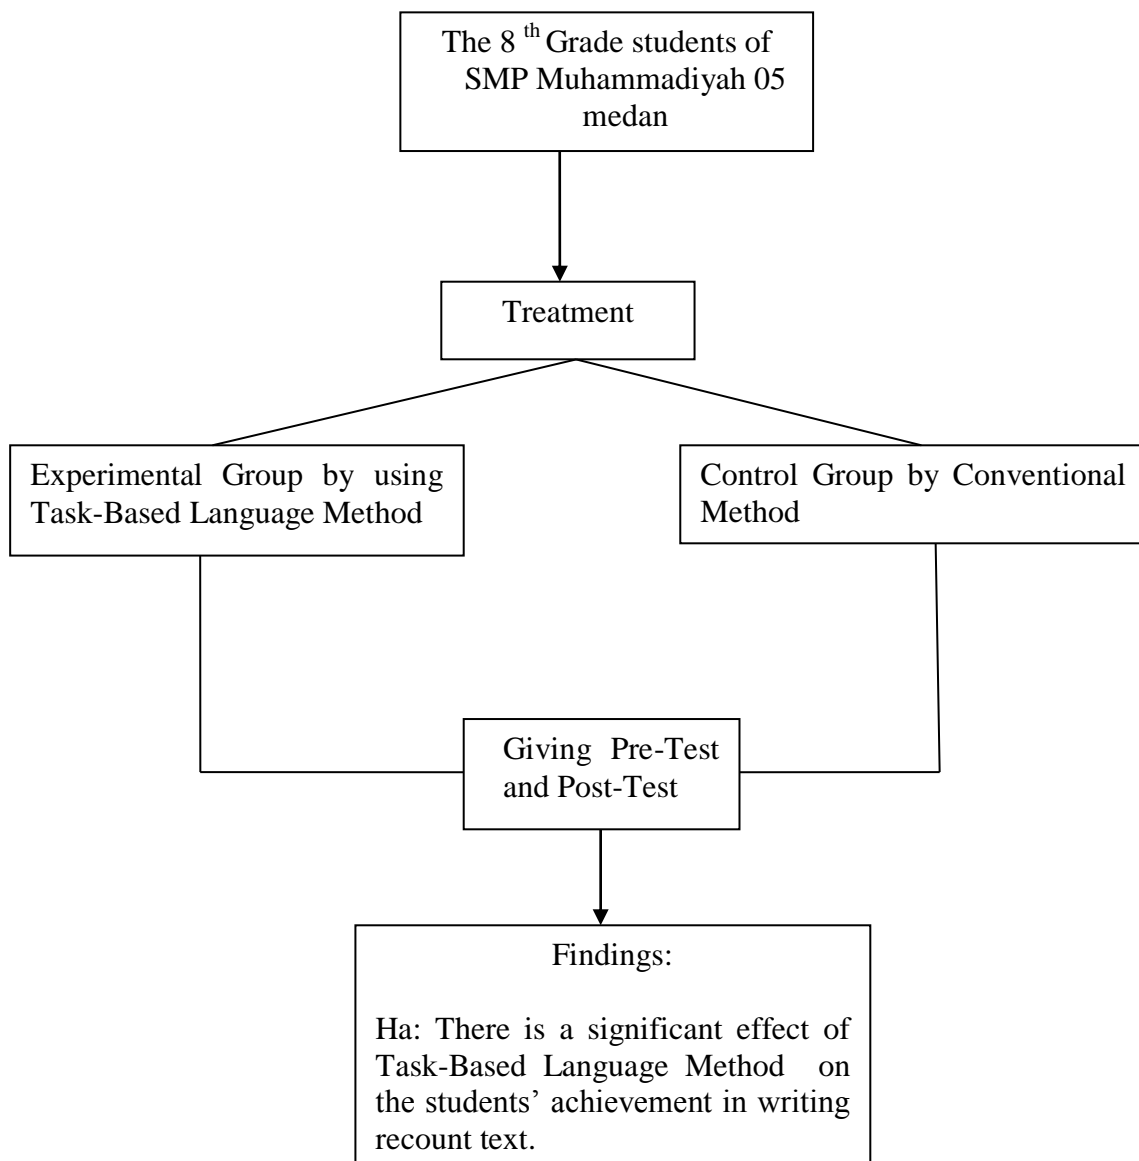 The 8 th Grade students of
SMP Muhammadiyah 05
medan
Treatment
Experimental Group by using
Task-Based Language Method
Control Group by Conventional
Method
Giving Pre-Test
and Post-Test
Findings:
Ha: There is a significant effect of
Task-Based Language Method on
the students’ achievement in writing
recount text.